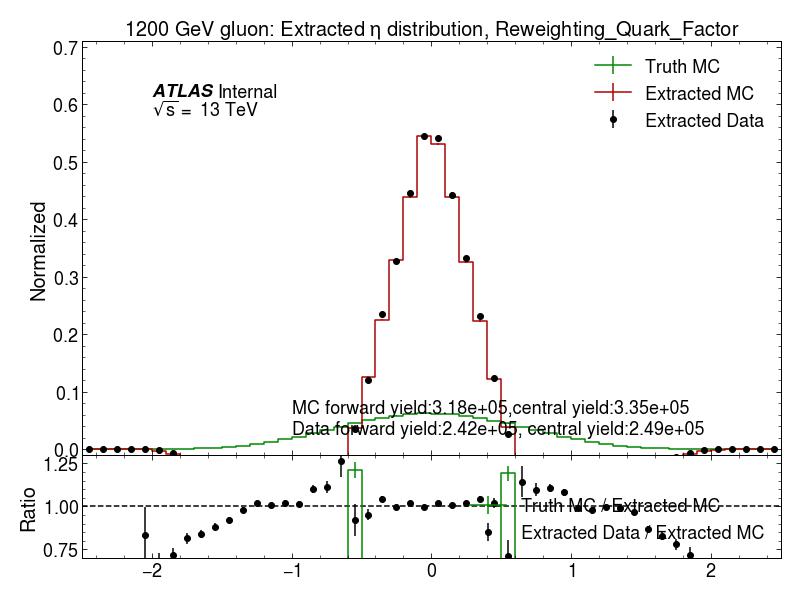 1200 GeV gluon: Extracted η distribution, Reweighting_Quark_Factor
0.7
0.6
0.5
0.4
0.3
0.2
0.1
0.0
Normalized
ATLAS Internal
√s = 13 TeV
Truth MC
Extracted MC
Extracted Data
MC forward yield:3.18e+05,central yield:3.35e+05
Data forward yield:2.42e+05, central yield:2.49e+05
1.25
1.00
0.75
Ratio
Truth MC / Extracted MC
Extracted Data / Extracted MC
−2
−1
0
1
2